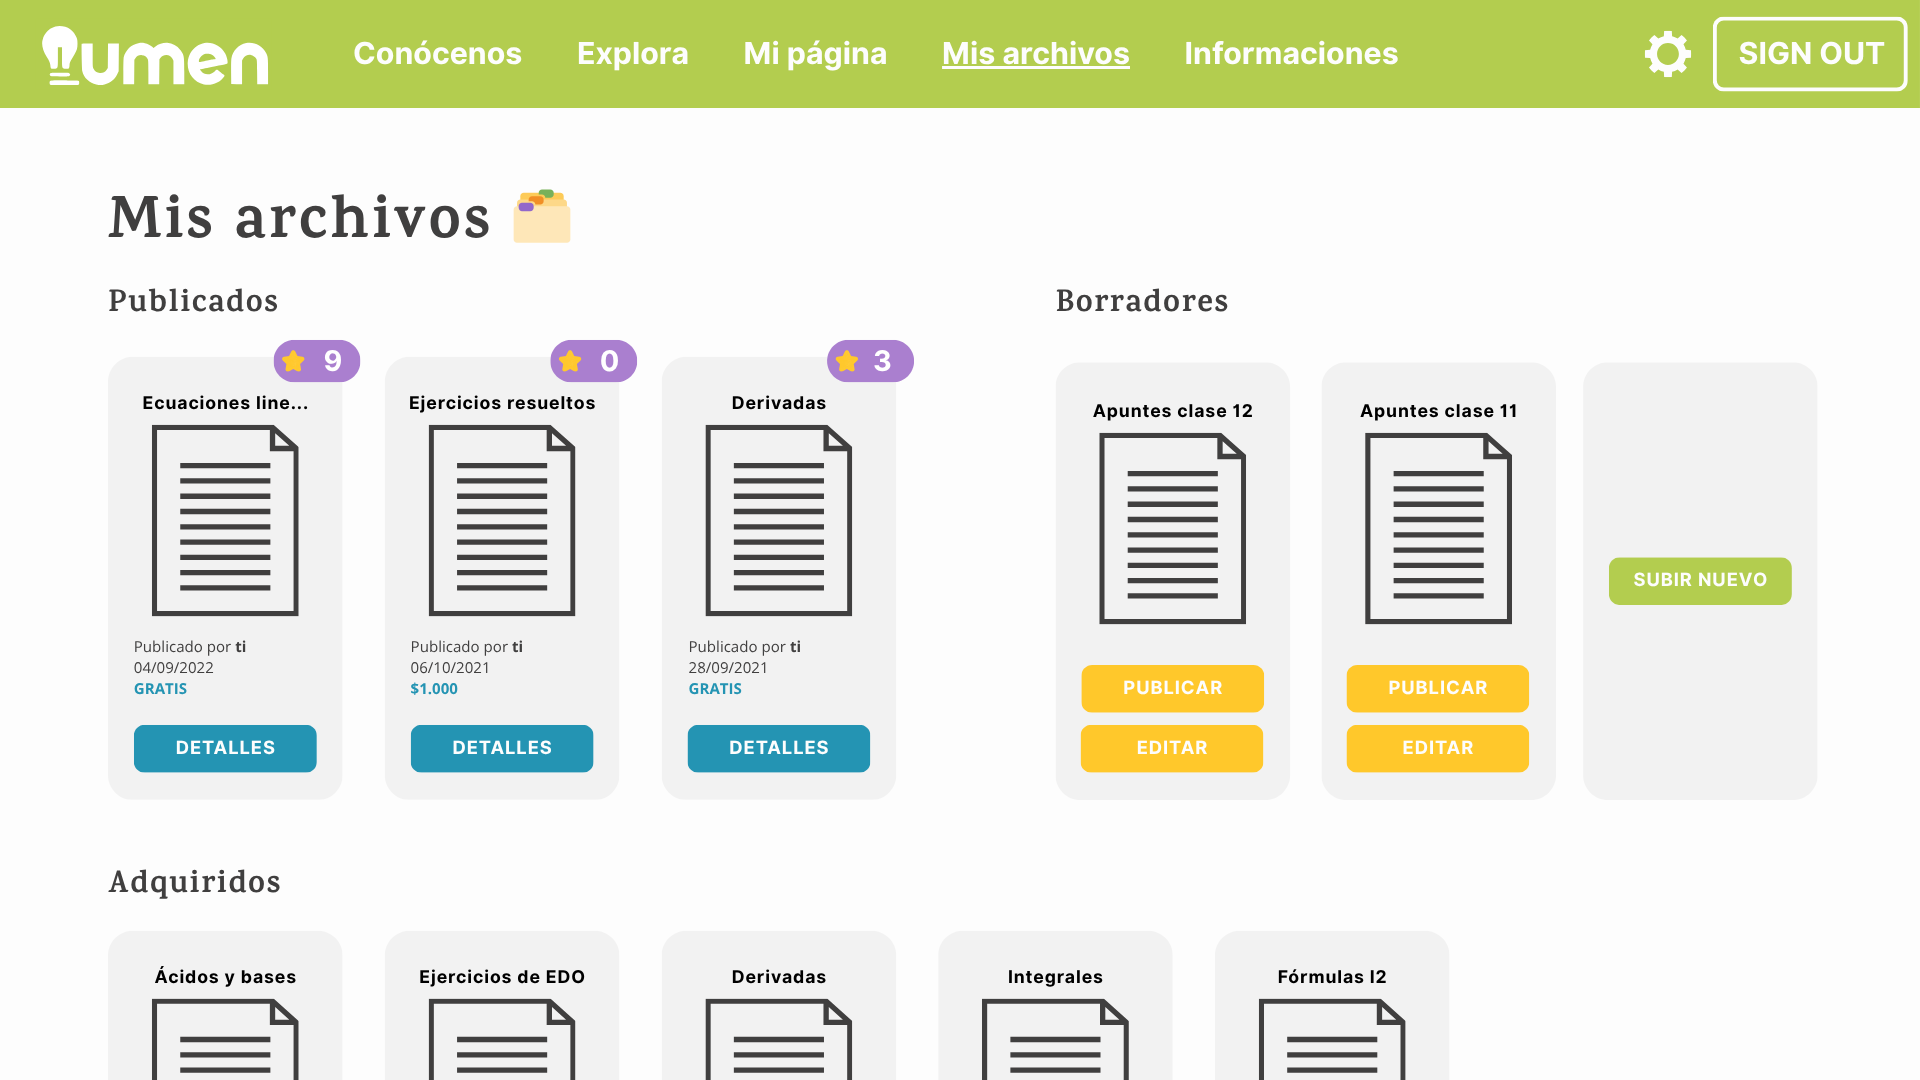 Lumen
Conócenos
Explora
Mi página
Mis archivos
Informaciones
SIGN OUT
Mis archivos
Publicados
9
Ecuaciones line...
Publicado por ti
04/09/2022
GRATIS
DETALLES
0
Ejercicios resueltos
Publicado por ti
06/10/2021
$1.000
DETALLES
3
Derivadas
Publicado por ti
28/09/2021
GRATIS
DETALLES
Borradores
Apuntes clase 12
PUBLICAR
EDITAR
Apuntes clase 11
PUBLICAR
EDITAR
SUBIR NUEVO
Adquiridos
Ácidos y bases
Ejercicios de EDO
Derivadas
Integrales
Fórmulas I2